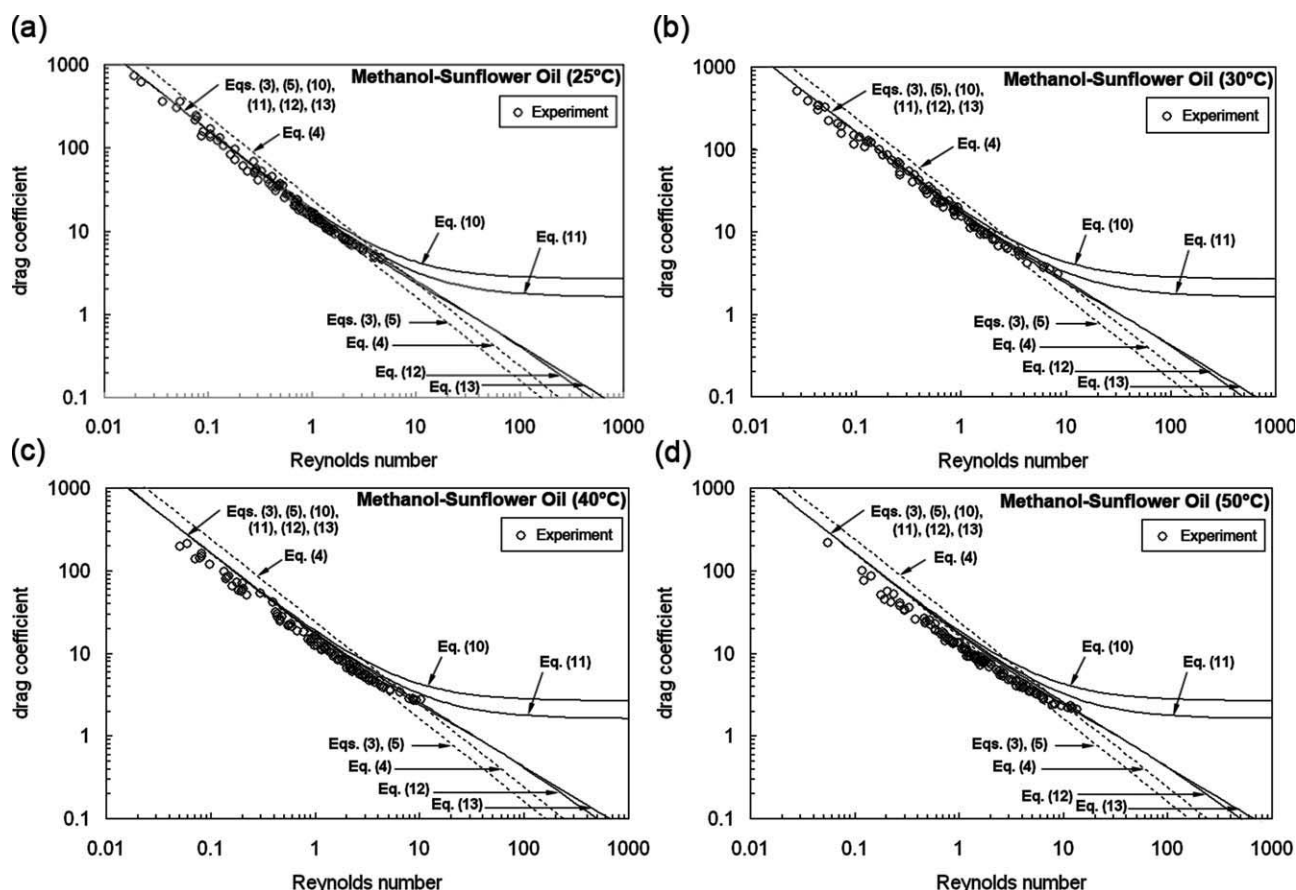 (a)
Methanol-Sunflower Oil (25°C)
Experiment
Eqs. (3), (5), (10),
(11), (12), (13)
Eq. (4)
Eq. (10)
Eq. (11)
Eqs. (3), (5)
Eq. (4)
Eq. (12)
Eq. (13)
1000
100
10
1
0.1
drag coefficient
0.01
0.1
1
10
100
1000
Reynolds number
(b)
Methanol-Sunflower Oil (30°C)
Experiment
Eqs. (3), (5), (10)
(11), (12), (13)
Eq. (4)
Eq. (10)
Eq. (11)
Eqs. (3), (5)
Eq. (4)
Eq. (12)
Eq. (13)
1000
100
10
1
0.1
drag coefficient
0.01
0.1
1
10
100
1000
Reynolds number
(c)
Methanol-Sunflower Oil (40°C)
Experiment
Eqs. (3), (5), (10),
(11), (12), (13)
Eq. (4)
Eq. (10)
Eq. (11)
Eqs. (3), (5)
Eq. (4)
Eq. (12)
Eq. (13)
1000
100
10
1
0.1
drag coefficient
0.01
0.1
1
10
100
1000
Reynolds number
(d)
Methanol-Sunflower Oil (50°C)
Experiment
Eqs. (3), (5), (10)
(11), (12), (13)
Eq. (4)
Eq. (10)
Eq. (11)
Eqs. (3), (5)
Eq. (4)
Eq. (12)
Eq. (13)
1000
100
10
1
0.1
drag coefficient
0.01
0.1
1
10
100
1000
Reynolds number